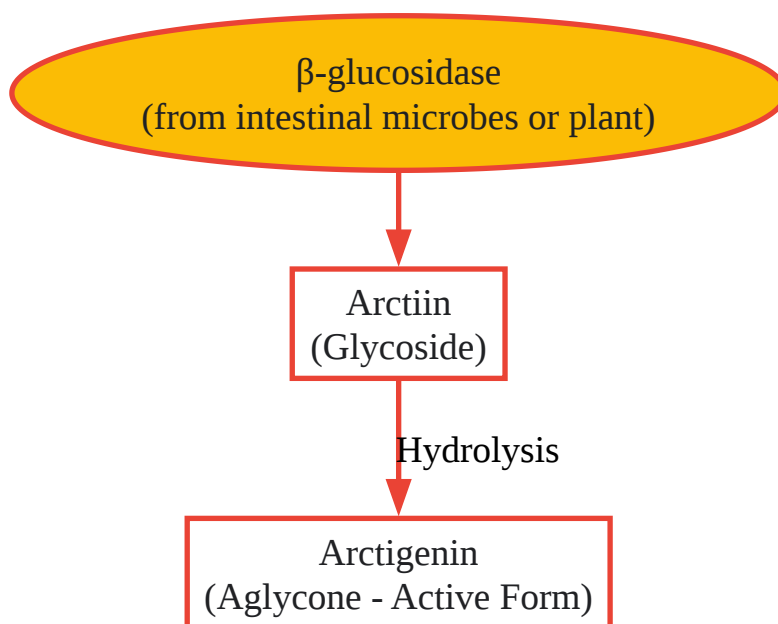 β-glucosidase
(from intestinal microbes or plant)
Arctiin
(Glycoside)
Hydrolysis
Arctigenin
(Aglycone - Active Form)